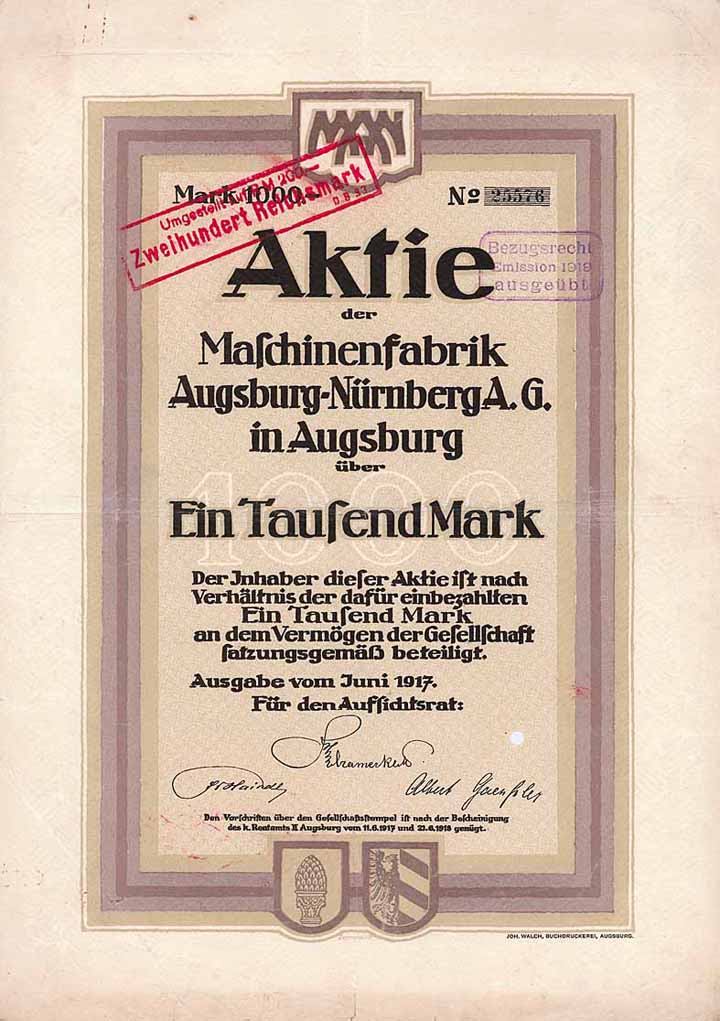 MAN
Mark 1000.-
No 25576
Umgestellt auf RM 200.-
Zweihundert Reichsmark
D.B.33
Bezugsrecht
Emission 1919
ausgeübt
Aktie
der
Maſchinenfabrik
Augsburg-Nürnberg A. G.
in Augsburg
über
1000
Ein Tauſend Mark
Der Inhaber dieſer Aktie iſt nach
Verhältnis der dafür einbezahlten
Ein Tauſend Mark
an dem Vermögen der Geſellſchaft
ſatzungsgemäß beteiligt.
Ausgabe vom Juni 1917.
Für den Aufſichtsrat:
Albert
Den Vorſchriften über den Geſellſchaftsſtempel iſt nach der Beſcheinigung
des k. Rentamts II Augsburg vom 11.6.1917 und 23.6.1918 genügt.
JOH. WALCH, BUCHDRUCKEREI, AUGSBURG.